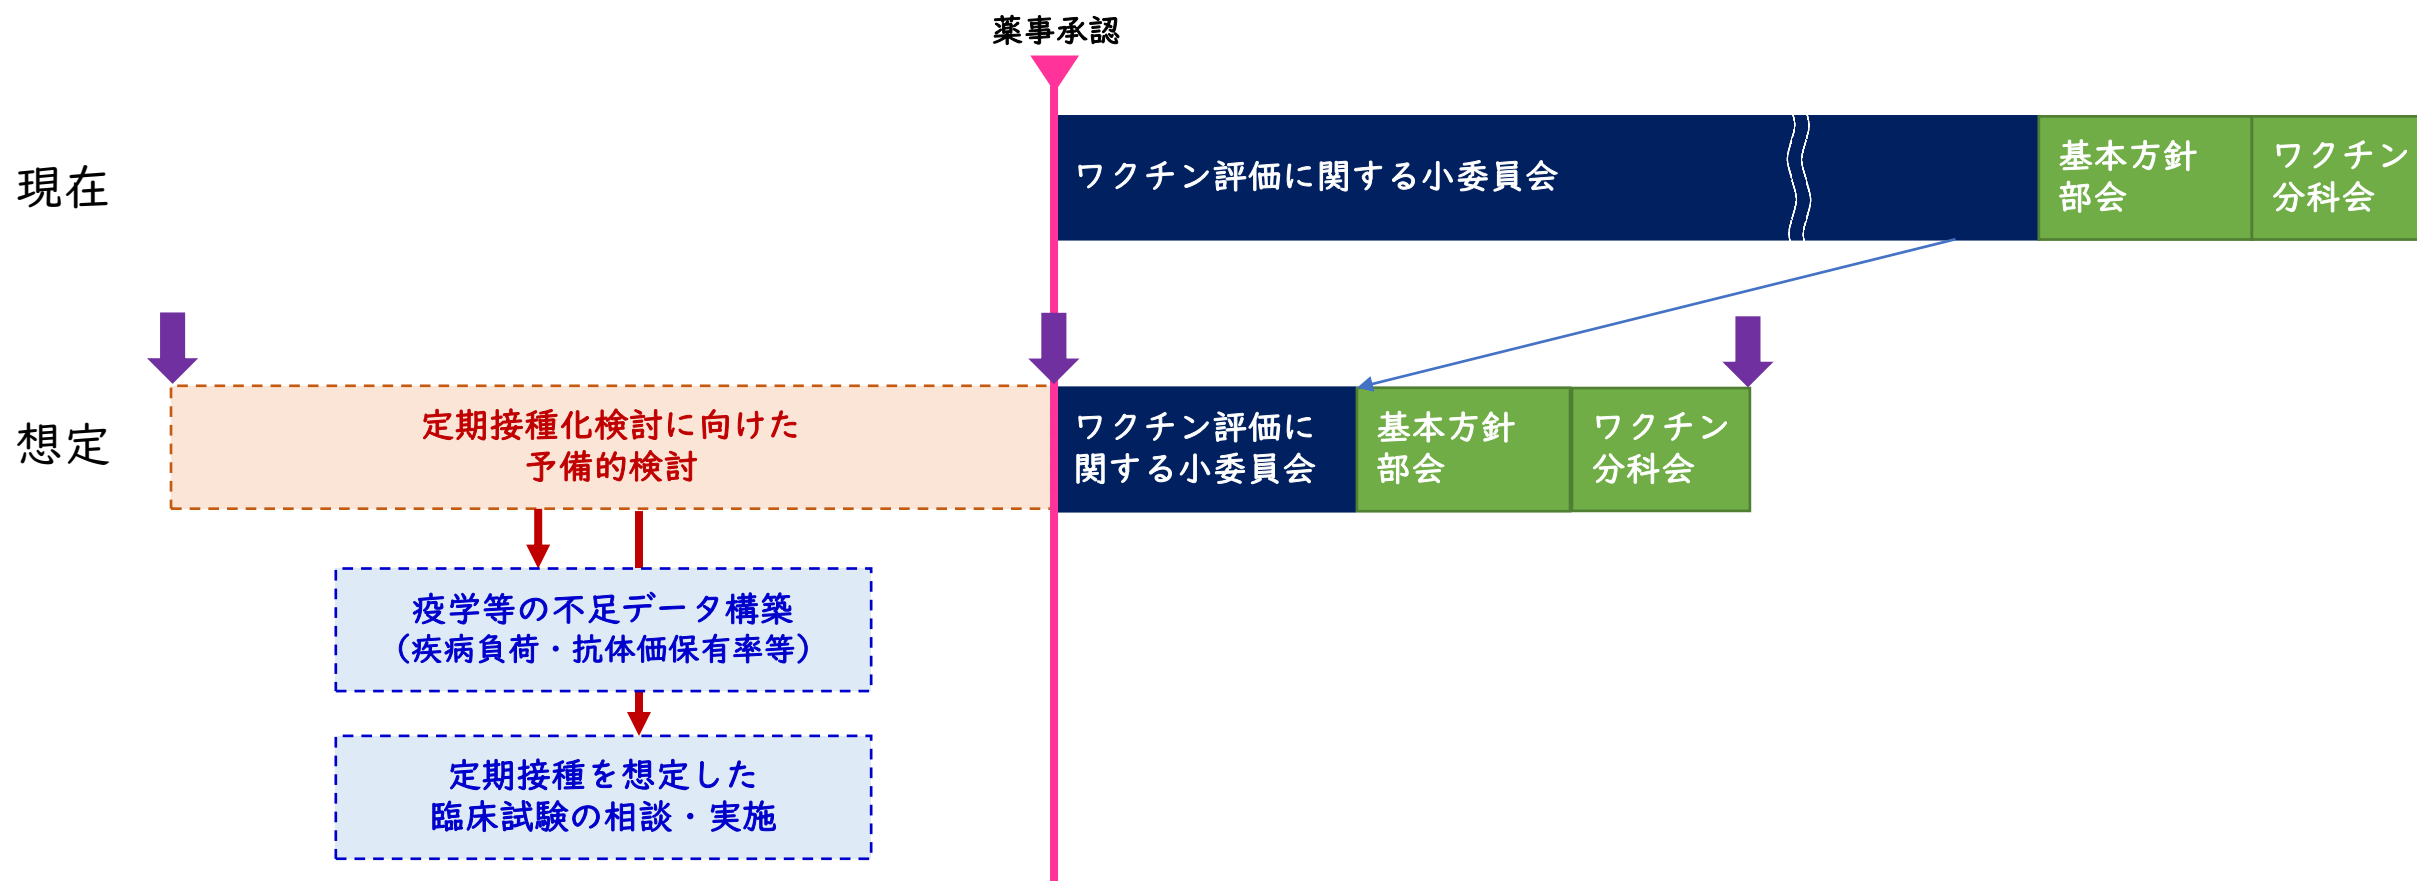 薬事承認
現在
ワクチン評価に関する小委員会
基本方針
部会
ワクチン
分科会
想定
定期接種化検討に向けた
予備的検討
ワクチン評価に
関する小委員会
基本方針
部会
ワクチン
分科会
疫学等の不足データ構築
（疾病負荷・抗体価保有率等）
定期接種を想定した
臨床試験の相談・実施